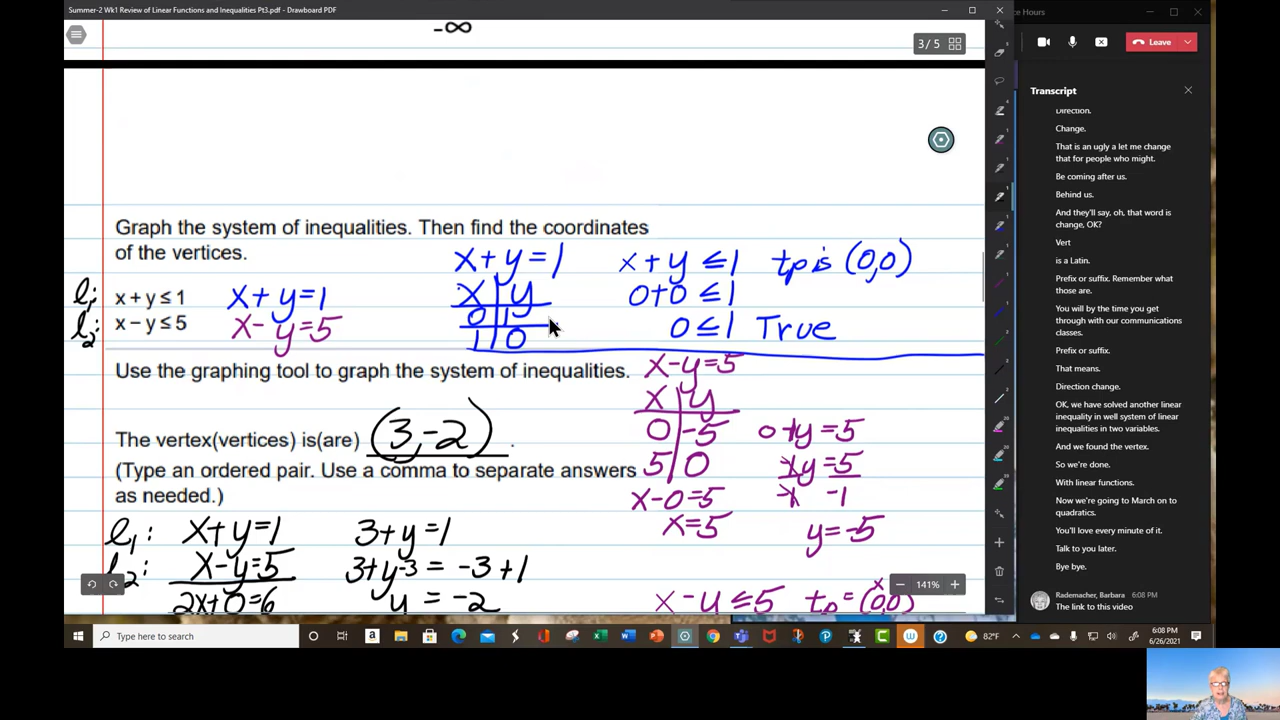 Summer-2 Wk1 Review of Linear Functions and Inequalities Pt3.pdf - Drawboard PDF
ce Hours
-∞
3 / 5
Leave
Transcript
Direction.
Change.
That is an ugly a let me change
that for people who might.
Be coming after us.
Behind us.
And they'll say, oh, that word is
change, OK?
Vert
is a Latin.
Prefix or suffix. Remember what
those are.
You will by the time you get
through with our communications
classes.
Prefix or suffix.
That means.
Direction change.
OK, we have solved another linear
inequality in well system of linear
inequalities in two variables.
And we found the vertex.
So we're done.
With linear functions.
Now we're going to March on to
quadratics.
You'll love every minute of it.
Talk to you later.
Bye bye.
Rademacher, Barbara 6:08 PM
The link to this video
Graph the system of inequalities. Then find the coordinates
of the vertices.
l1: x + y ≤ 1 x + y = 1
l2: x − y ≤ 5 x - y = 5
x + y = 1
x y
0 1
1 0
x + y ≤ 1 tp is (0,0)
0 + 0 ≤ 1
0 ≤ 1 True
Use the graphing tool to graph the system of inequalities.
The vertex(vertices) is(are) (3,-2) .
(Type an ordered pair. Use a comma to separate answers
as needed.)
x - y = 5
x y
0 -5
5 0
x - 0 = 5
x = 5
y = 5
-1
y = -5
l1: x + y = 1 3 + y = 1
l2: x - y = 5 3 + y - 3 = -3 + 1
2x + 0 = 6 y = -2
x - y ≤ 5 tp = (0,0)
x
141%
Type here to search
82°F
6:08 PM
6/26/2021